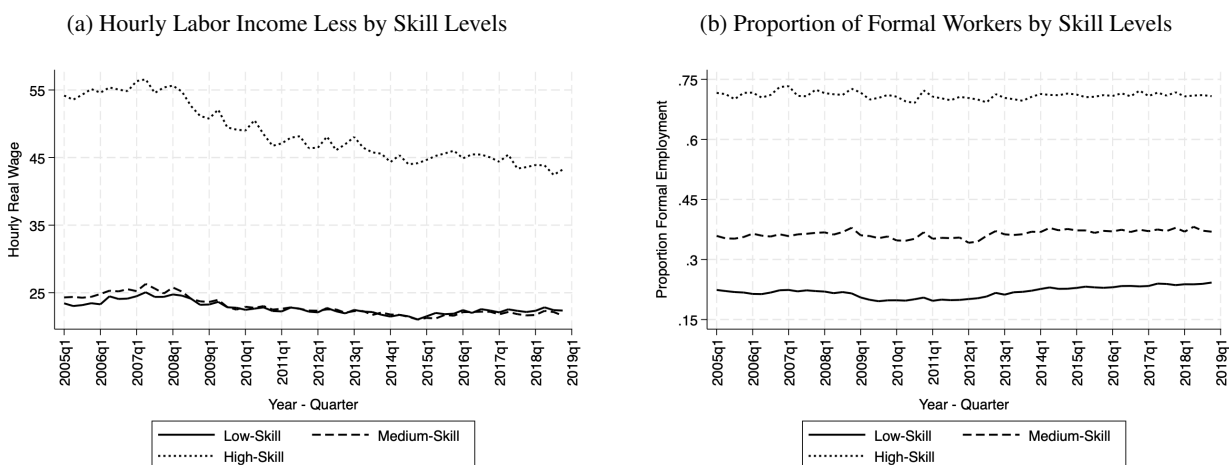 (a) Hourly Labor Income Less by Skill Levels
55
45
35
25
Hourly Real Wage
2005q1
2006q1
2007q1
2008q1
2009q1
2010q1
2011q1
2012q1
2013q1
2014q1
2015q1
2016q1
2017q1
2018q1
2019q1
Year - Quarter
Low-Skill
Medium-Skill
High-Skill
(b) Proportion of Formal Workers by Skill Levels
.75
.6
.45
.3
.15
Proportion Formal Employment
2005q1
2006q1
2007q1
2008q1
2009q1
2010q1
2011q1
2012q1
2013q1
2014q1
2015q1
2016q1
2017q1
2018q1
2019q1
Year - Quarter
Low-Skill
Medium-Skill
High-Skill